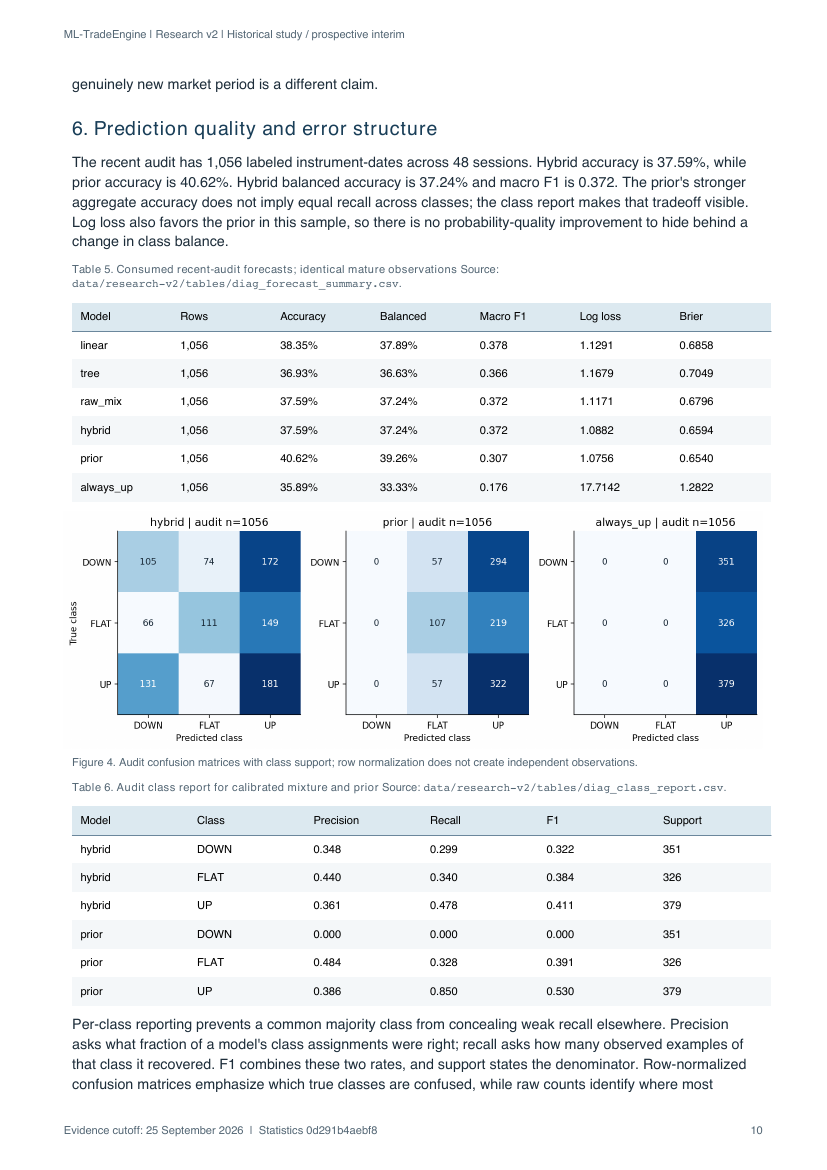 ML-TradeEngine | Research v2 | Historical study / prospective interim
genuinely new market period is a different claim.
6. Prediction quality and error structure
The recent audit has 1,056 labeled instrument-dates across 48 sessions. Hybrid accuracy is 37.59%, while
prior accuracy is 40.62%. Hybrid balanced accuracy is 37.24% and macro F1 is 0.372. The prior's stronger
aggregate accuracy does not imply equal recall across classes; the class report makes that tradeoff visible.
Log loss also favors the prior in this sample, so there is no probability-quality improvement to hide behind a
change in class balance.
Table 5. Consumed recent-audit forecasts; identical mature observations Source:
data/research-v2/tables/diag_forecast_summary.csv.
Model Rows Accuracy Balanced Macro F1 Log loss Brier
linear 1,056 38.35% 37.89% 0.378 1.1291 0.6858
tree 1,056 36.93% 36.63% 0.366 1.1679 0.7049
raw_mix 1,056 37.59% 37.24% 0.372 1.1171 0.6796
hybrid 1,056 37.59% 37.24% 0.372 1.0882 0.6594
prior 1,056 40.62% 39.26% 0.307 1.0756 0.6540
always_up 1,056 35.89% 33.33% 0.176 17.7142 1.2822
hybrid | audit n=1056 prior | audit n=1056 always_up | audit n=1056
DOWN 105 74 172 DOWN 0 57 294 DOWN 0 0 351
True class
FLAT 66 111 149 FLAT 0 107 219 FLAT 0 0 326
UP 131 67 181 UP 0 57 322 UP 0 0 379
DOWN FLAT UP DOWN FLAT UP DOWN FLAT UP
Predicted class Predicted class Predicted class
Figure 4. Audit confusion matrices with class support; row normalization does not create independent observations.
Table 6. Audit class report for calibrated mixture and prior Source: data/research-v2/tables/diag_class_report.csv.
Model Class Precision Recall F1 Support
hybrid DOWN 0.348 0.299 0.322 351
hybrid FLAT 0.440 0.340 0.384 326
hybrid UP 0.361 0.478 0.411 379
prior DOWN 0.000 0.000 0.000 351
prior FLAT 0.484 0.328 0.391 326
prior UP 0.386 0.850 0.530 379
Per-class reporting prevents a common majority class from concealing weak recall elsewhere. Precision
asks what fraction of a model's class assignments were right; recall asks how many observed examples of
that class it recovered. F1 combines these two rates, and support states the denominator. Row-normalized
confusion matrices emphasize which true classes are confused, while raw counts identify where most
Evidence cutoff: 25 September 2026 | Statistics 0d291b4aebf8 10